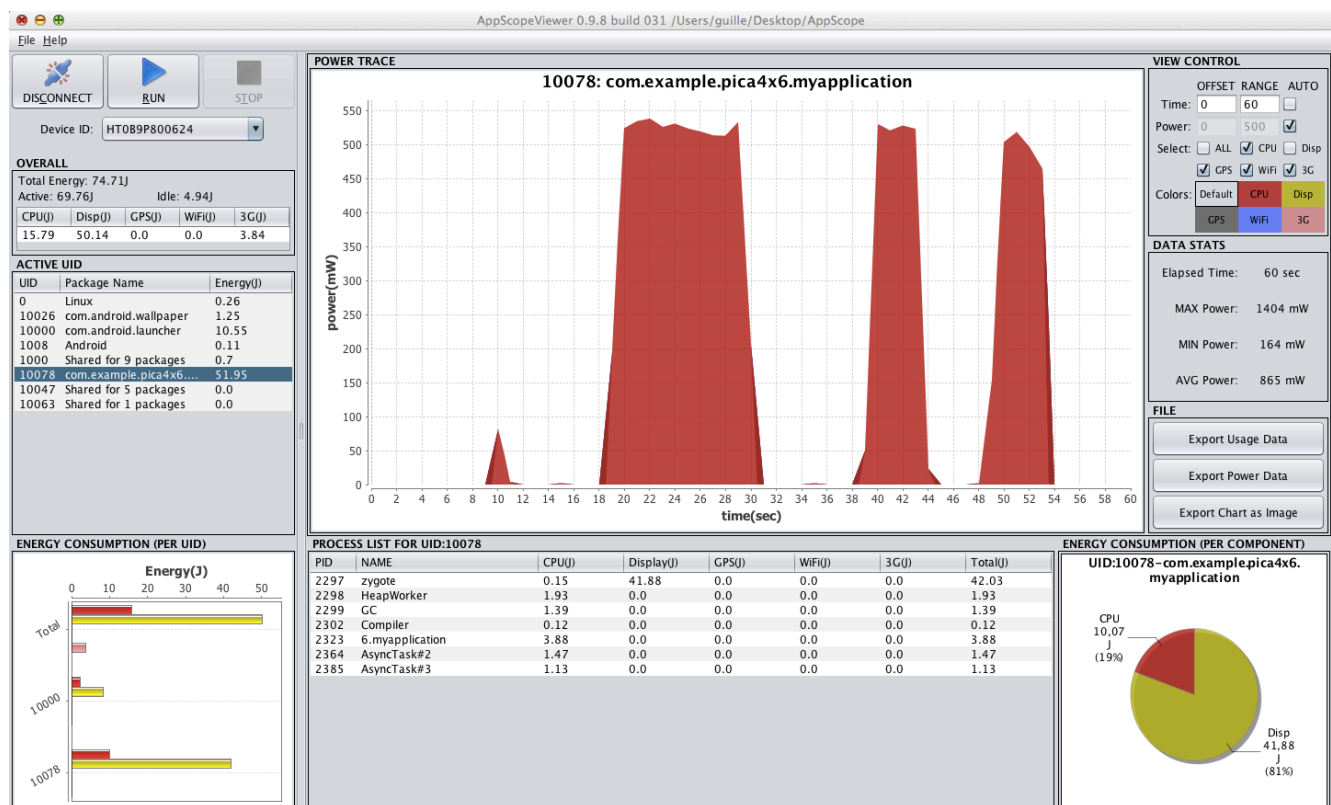 AppScopeViewer 0.9.8 build 031 /Users/guille/Desktop/AppScope
File Help
DISCONNECT RUN STOP
Device ID: HT0B9P800624
OVERALL
Total Energy: 74.71J
Active: 69.76J Idle: 4.94J
CPU(J) Disp(J) GPS(J) WiFi(J) 3G(J)
15.79 50.14 0.0 0.0 3.84
ACTIVE UID
UID Package Name Energy(J)
0 Linux 0.26
10026 com.android.wallpaper 1.25
10000 com.android.launcher 10.55
1008 Android 0.11
1000 Shared for 9 packages 0.7
10078 com.example.pica4x6.... 51.95
10047 Shared for 5 packages 0.0
10063 Shared for 1 packages 0.0
POWER TRACE
10078: com.example.pica4x6.myapplication
power(mW)
550
500
450
400
350
300
250
200
150
100
50
0
0 2 4 6 8 10 12 14 16 18 20 22 24 26 28 30 32 34 36 38 40 42 44 46 48 50 52 54 56 58 60
time(sec)
VIEW CONTROL
OFFSET RANGE AUTO
Time: 0 60
Power: 0 500
Select: ALL CPU Disp
GPS WiFi 3G
Colors: Default CPU Disp
GPS WiFi 3G
DATA STATS
Elapsed Time: 60 sec
MAX Power: 1404 mW
MIN Power: 164 mW
AVG Power: 865 mW
FILE
Export Usage Data
Export Power Data
Export Chart as Image
ENERGY CONSUMPTION (PER UID)
Energy(J)
0 10 20 30 40 50
Total
10000
10078
PROCESS LIST FOR UID:10078
PID NAME CPU(J) Display(J) GPS(J) WiFi(J) 3G(J) Total(J)
2297 zygote 0.15 41.88 0.0 0.0 0.0 42.03
2298 HeapWorker 1.93 0.0 0.0 0.0 0.0 1.93
2299 GC 1.39 0.0 0.0 0.0 0.0 1.39
2302 Compiler 0.12 0.0 0.0 0.0 0.0 0.12
2323 6.myapplication 3.88 0.0 0.0 0.0 0.0 3.88
2364 AsyncTask#2 1.47 0.0 0.0 0.0 0.0 1.47
2385 AsyncTask#3 1.13 0.0 0.0 0.0 0.0 1.13
ENERGY CONSUMPTION (PER COMPONENT)
UID:10078-com.example.pica4x6.
myapplication
CPU
10,07
J
(19%)
Disp
41,88
J
(81%)